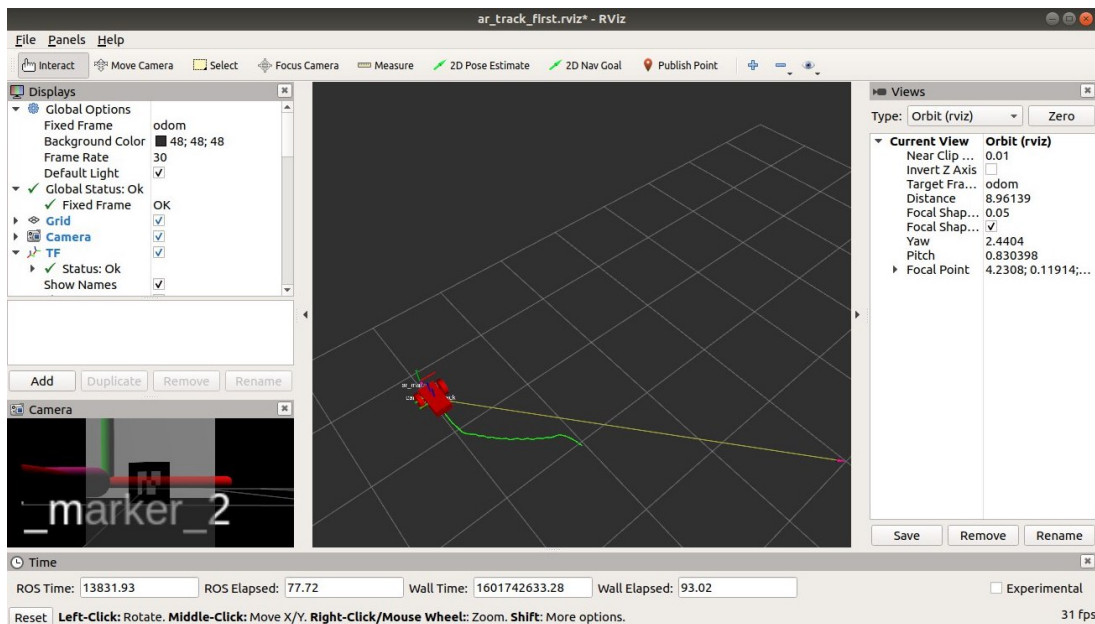 ar_track_first.rviz* - RViz
File Panels Help
Interact Move Camera Select Focus Camera Measure 2D Pose Estimate 2D Nav Goal Publish Point
Displays
Global Options
Fixed Frame odom
Background Color 48; 48; 48
Frame Rate 30
Default Light
Global Status: Ok
Fixed Frame OK
Grid
Camera
TF
Status: Ok
Show Names
Add Duplicate Remove Rename
Camera
_marker_2
Views
Type: Orbit (rviz) Zero
Current View Orbit (rviz)
Near Clip ... 0.01
Invert Z Axis
Target Fra... odom
Distance 8.96139
Focal Shap... 0.05
Focal Shap...
Yaw 2.4404
Pitch 0.830398
Focal Point 4.2308; 0.11914;...
Save Remove Rename
Time
ROS Time: 13831.93 ROS Elapsed: 77.72 Wall Time: 1601742633.28 Wall Elapsed: 93.02 Experimental
Reset Left-Click: Rotate. Middle-Click: Move X/Y. Right-Click/Mouse Wheel:: Zoom. Shift: More options. 31 fps